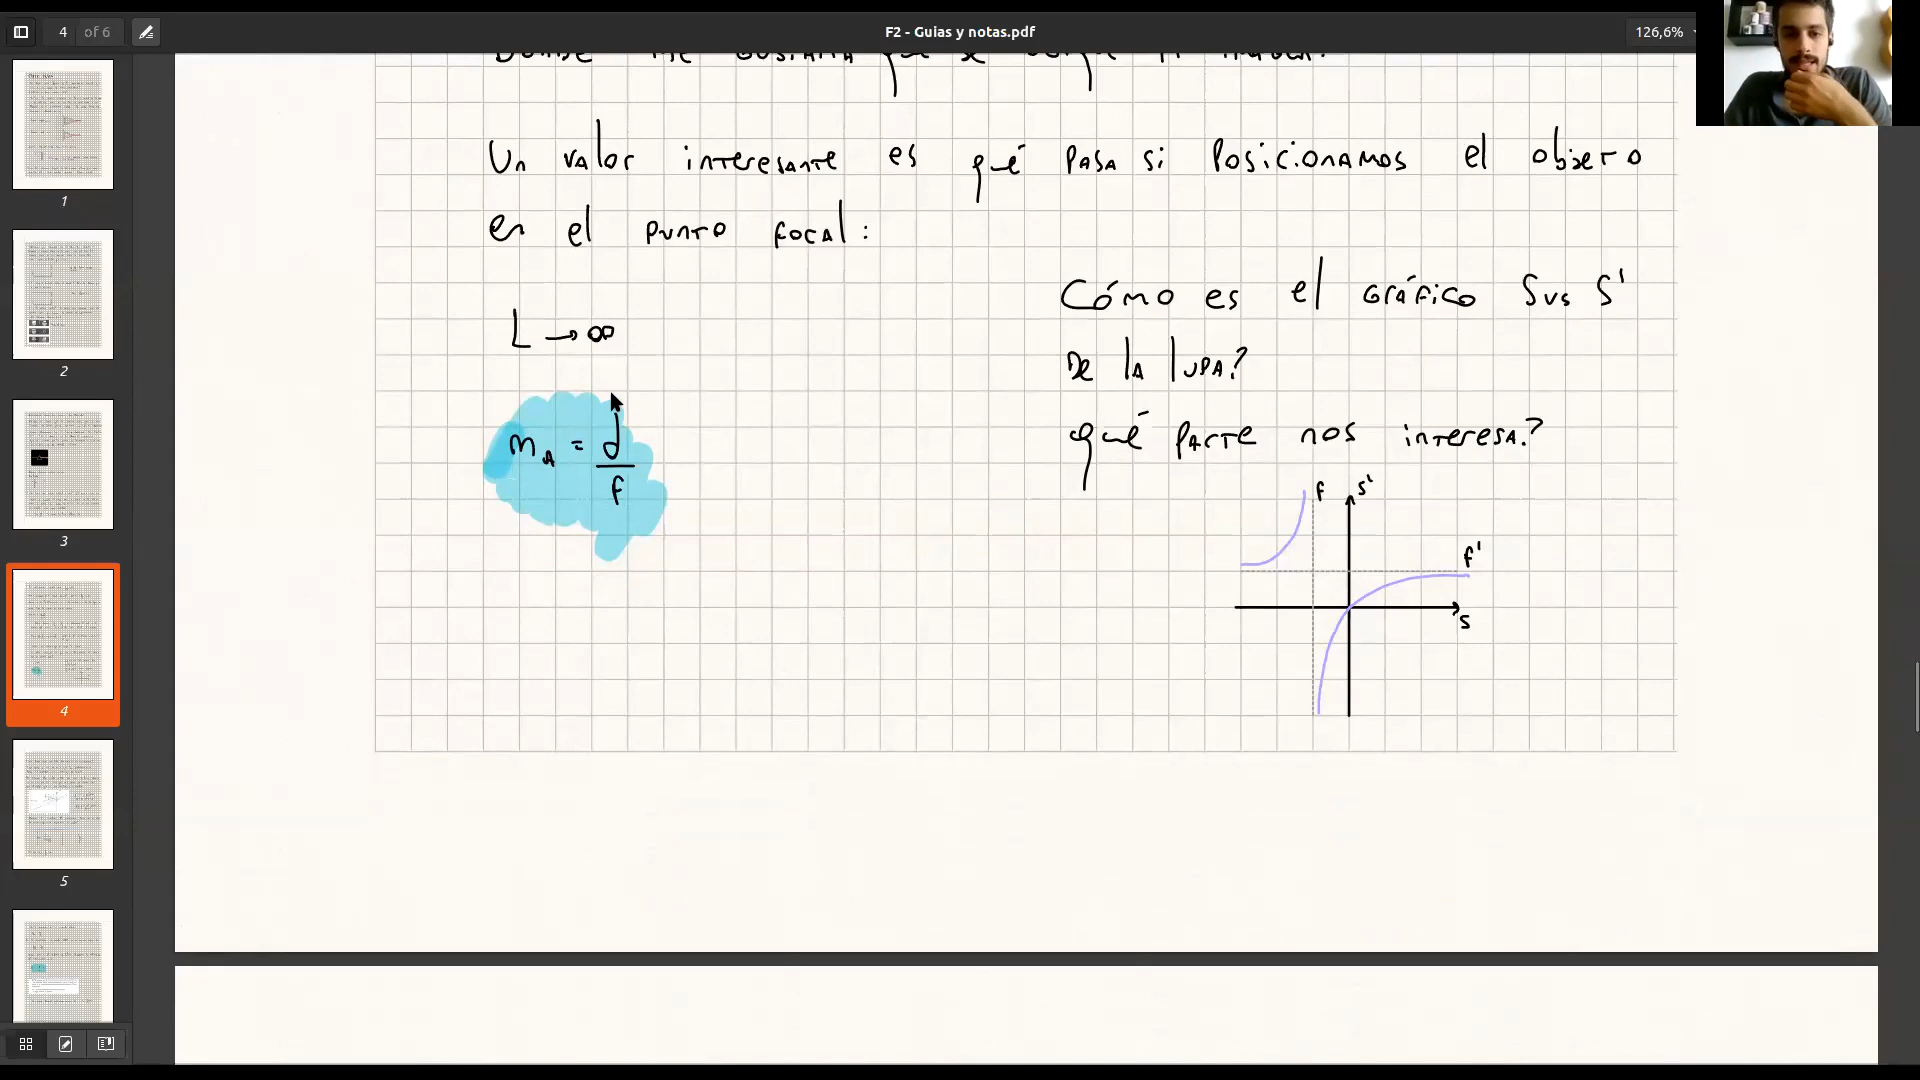 4 of 6
F2 - Guias y notas.pdf
126,6%
1
2
3
4
5
Un valor interesante es qué pasa si posicionamos el objeto
en el punto focal:
L → ∞
mA = d/f
Cómo es el gráfico S vs S'
De la lupa?
qué parte nos interesa?
f
s'
f'
s